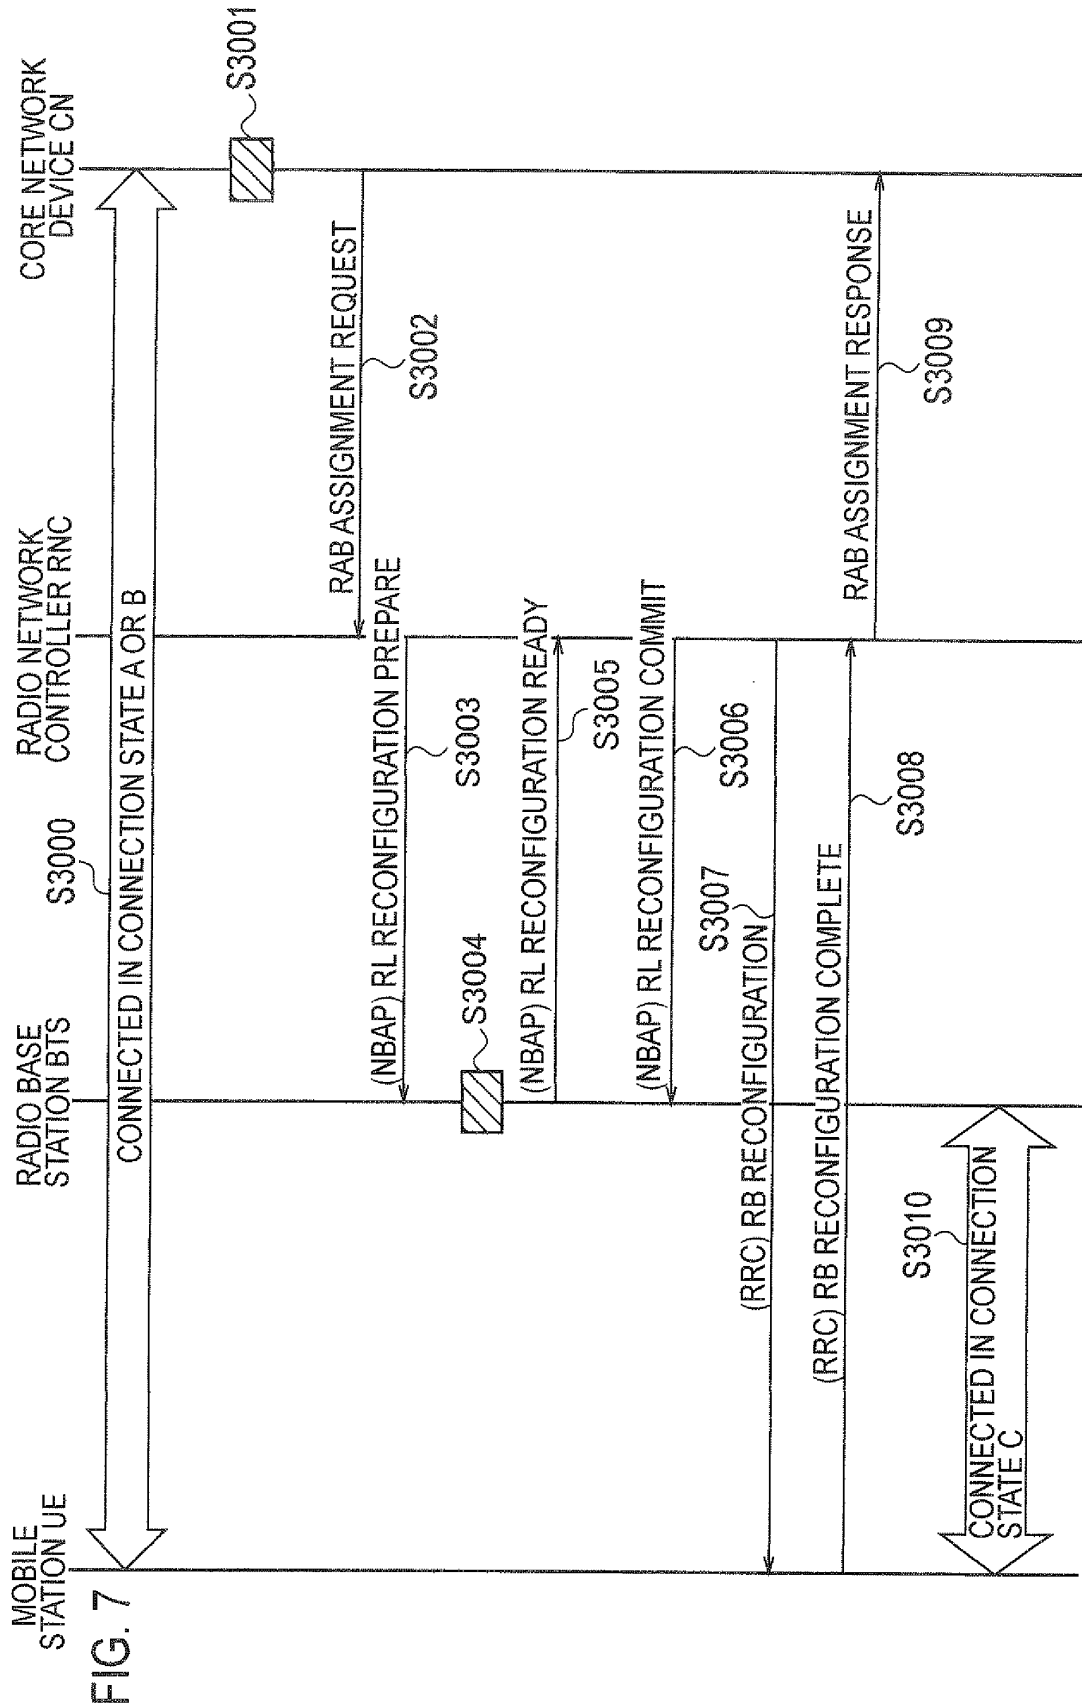 FIG. 7
MOBILE
STATION UE
RADIO BASE
STATION BTS
RADIO NETWORK
CONTROLLER RNC
CORE NETWORK
DEVICE CN
S3000
CONNECTED IN CONNECTION STATE A OR B
S3001
RAB ASSIGNMENT REQUEST
S3002
(NBAP) RL RECONFIGURATION PREPARE
S3003
S3004
(NBAP) RL RECONFIGURATION READY
S3005
(NBAP) RL RECONFIGURATION COMMIT
S3006
S3007
(RRC) RB RECONFIGURATION
(RRC) RB RECONFIGURATION COMPLETE
S3008
RAB ASSIGNMENT RESPONSE
S3009
S3010
CONNECTED IN CONNECTION
STATE C